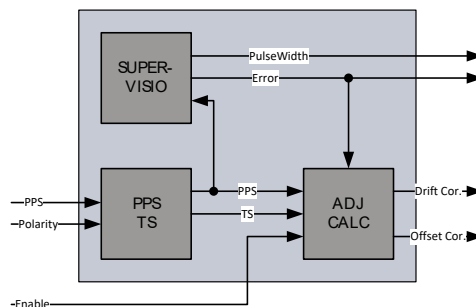 PulseWidth
SUPER-
VISIO
Error
PPS
TS
PPS
TS
ADJ
CALC
Drift Cor.
Offset Cor.
PPS
Polarity
Enable